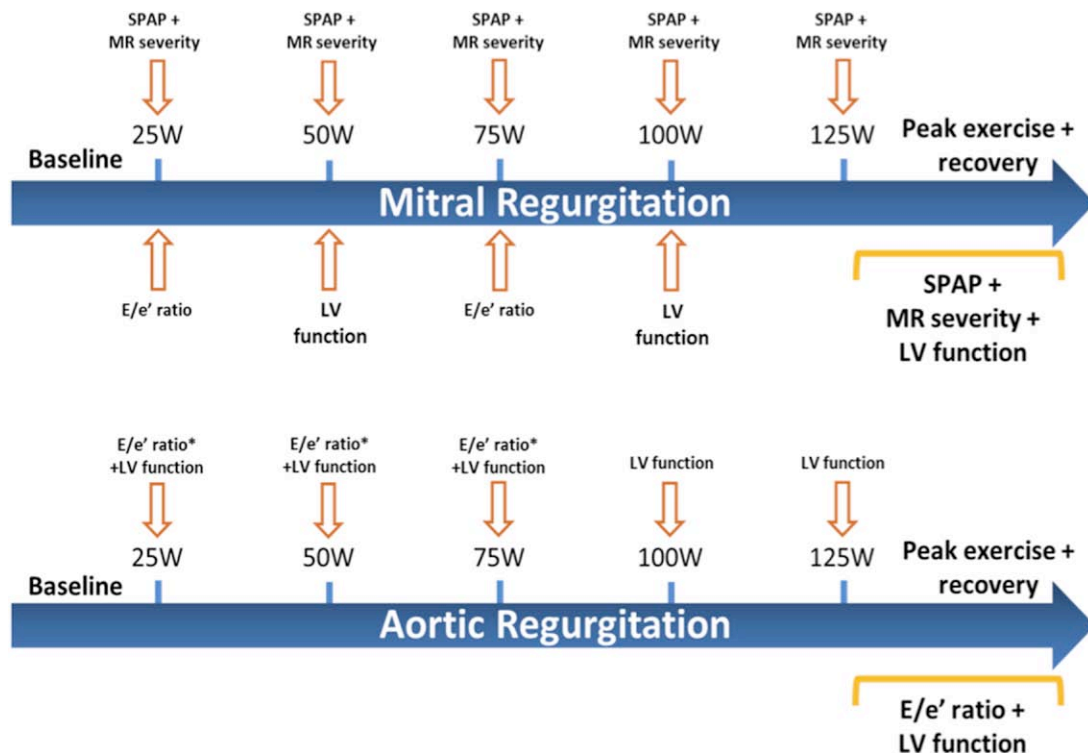 SPAP + MR severity
SPAP + MR severity
SPAP + MR severity
SPAP + MR severity
SPAP + MR severity
25W
50W
75W
100W
125W
Peak exercise + recovery
Baseline
Mitral Regurgitation
E/e' ratio
LV function
E/e' ratio
LV function
SPAP +
MR severity +
LV function
E/e' ratio* +LV function
E/e' ratio* +LV function
E/e' ratio* +LV function
LV function
LV function
25W
50W
75W
100W
125W
Peak exercise + recovery
Baseline
Aortic Regurgitation
E/e' ratio +
LV function